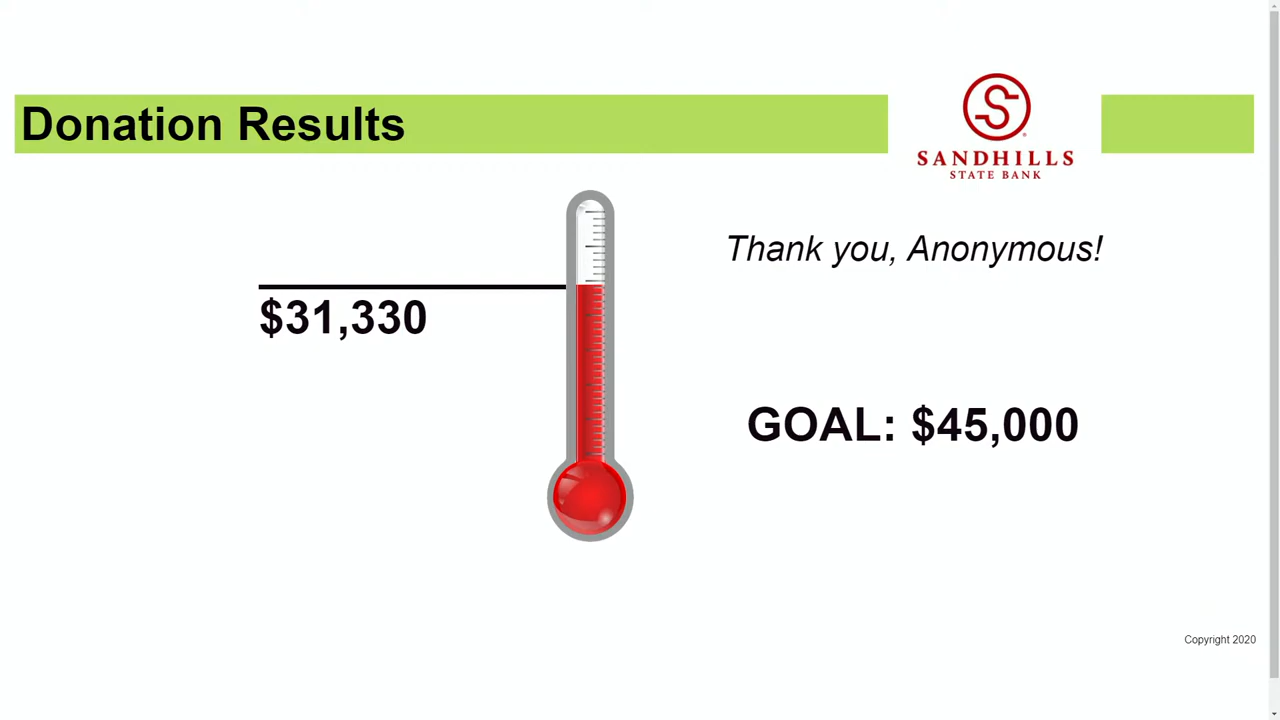 Donation Results
SANDHILLS
STATE BANK
Thank you, Anonymous!
$31,330
GOAL: $45,000
Copyright 2020